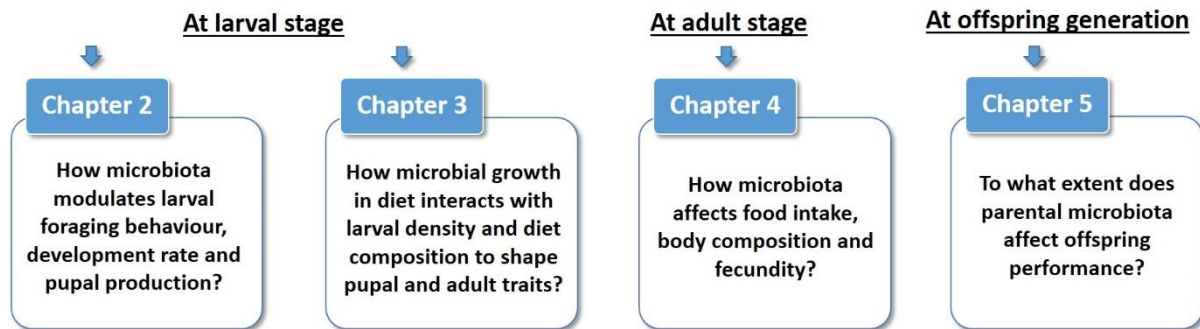 At larval stage
At adult stage
At offspring generation
Chapter 2
How microbiota
modulates larval
foraging behaviour,
development rate and
pupal production?
Chapter 3
How microbial growth
in diet interacts with
larval density and diet
composition to shape
pupal and adult traits?
Chapter 4
How microbiota
affects food intake,
body composition and
fecundity?
Chapter 5
To what extent does
parental microbiota
affect offspring
performance?